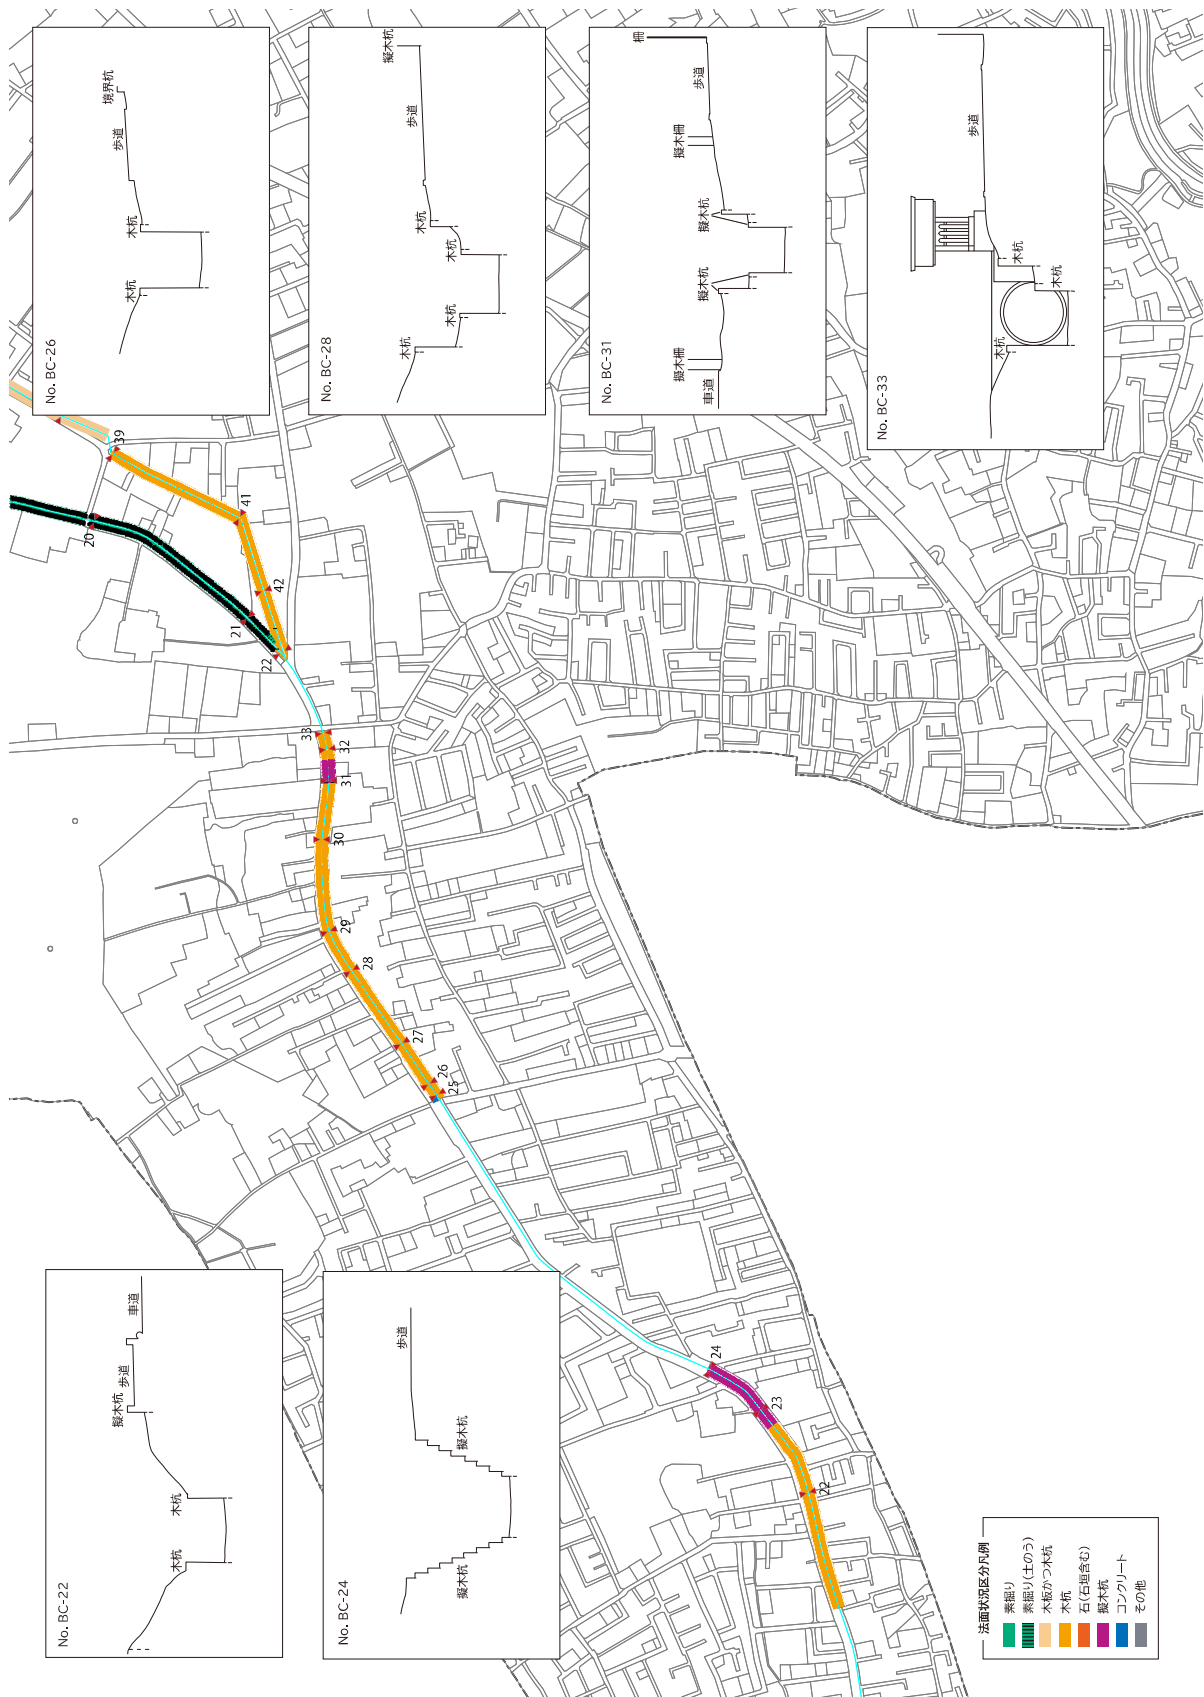 No. BC-26
木杭
木杭
歩道
境界杭
No. BC-28
木杭
木杭
木杭
木杭
歩道
擬木杭
No. BC-31
車道
擬木柵
擬木杭
擬木杭
擬木柵
歩道
柵
No. BC-33
木杭
木杭
木杭
歩道
No. BC-22
木杭
木杭
擬木杭
歩道
車道
No. BC-24
擬木杭
擬木杭
歩道
20
21
22
39
41
42
33
32
31
30
29
28
27
26
25
24
23
22
法面状況区分凡例
素掘り
素掘り(土のう)
木板かつ木杭
木杭
石(石垣含む)
擬木杭
コンクリート
その他